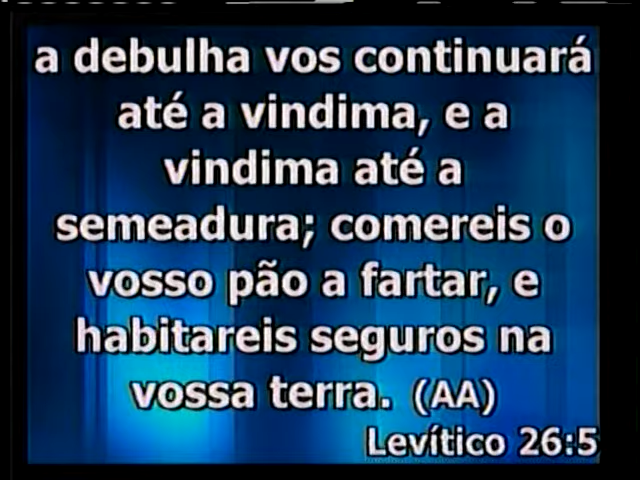 a debulha vos continuará
até a vindima, e a
vindima até a
semeadura; comereis o
vosso pão a fartar, e
habitareis seguros na
vossa terra. (AA)
Levítico 26:5